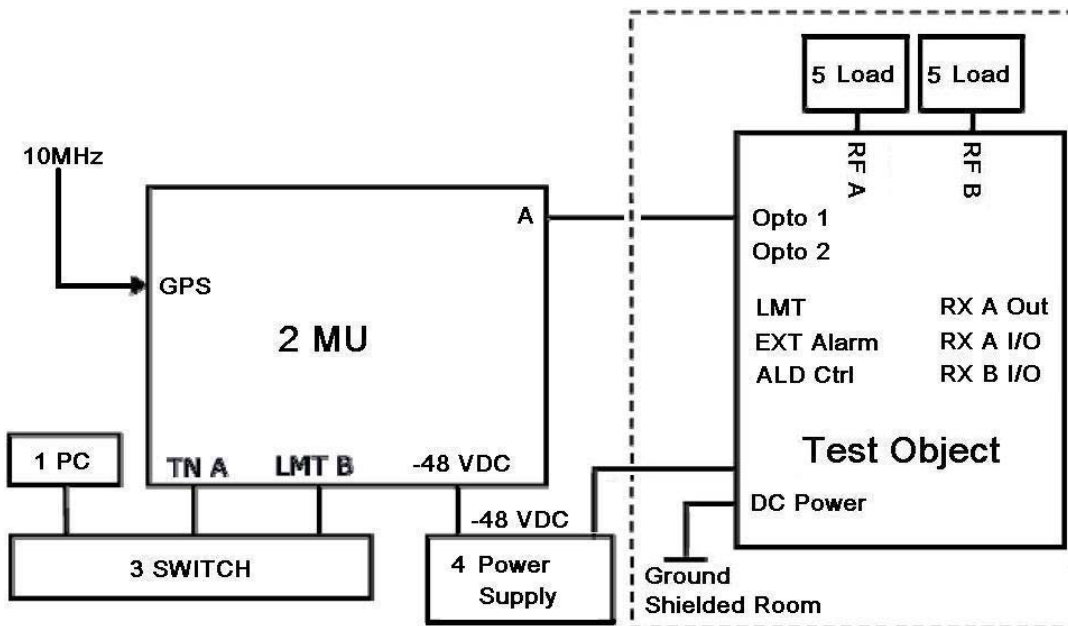 5 Load
5 Load
RF A
RF B
10MHz
A
Opto 1
Opto 2
GPS
LMT
RX A Out
2 MU
EXT Alarm
RX A I/O
ALD Ctrl
RX B I/O
Test Object
1 PC
TN A
LMT B
-48 VDC
DC Power
-48 VDC
3 SWITCH
4 Power
Supply
Ground
Shielded Room